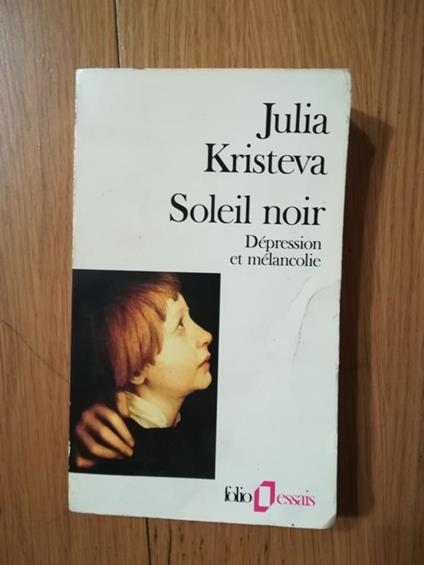 Julia
Kristeva
Soleil noir
Dépression
et mélancolie
folio essais